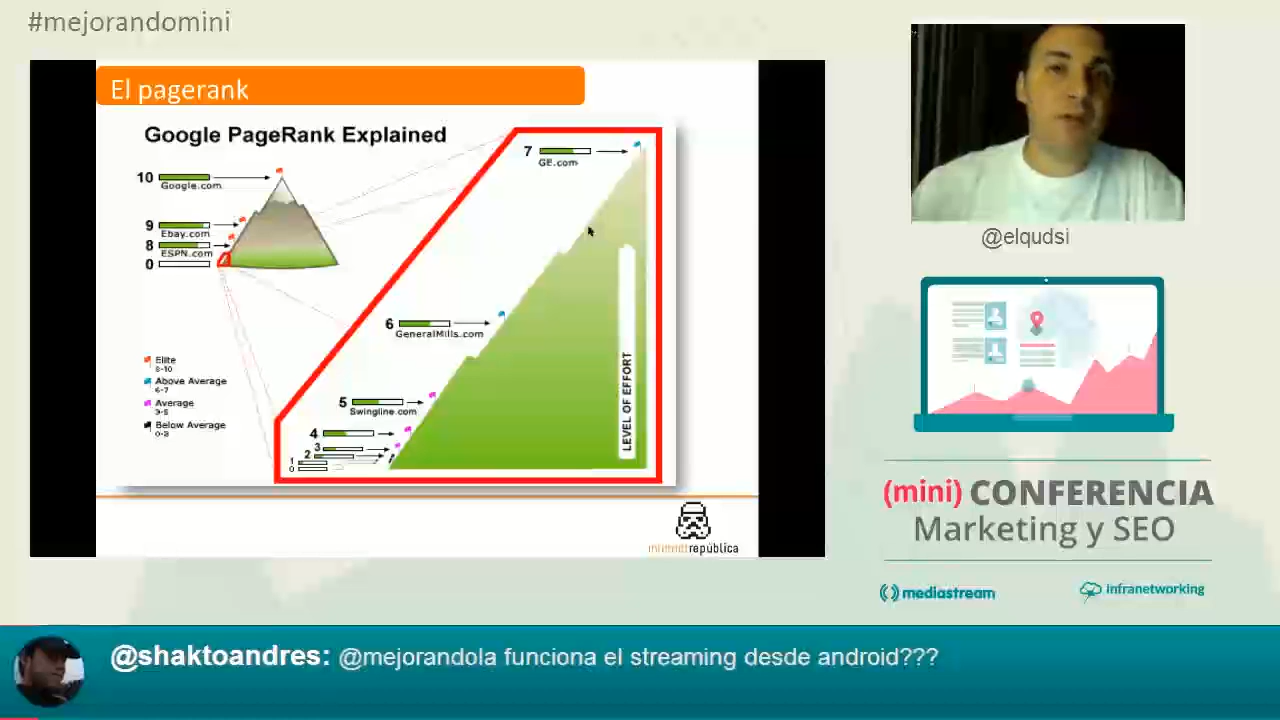 #mejorandomini
El pagerank
Google PageRank Explained
10
Google.com
9
Ebay.com
8
ESPN.com
0
7
GE.com
6
GeneralMills.com
5
Swingline.com
4
3
2
1
0
LEVEL OF EFFORT
Elite
8-10
Above Average
6-7
Average
3-5
Below Average
0-3
república
@elqudsi
(mini) CONFERENCIA
Marketing y SEO
mediastream
infranetworking
@shaktoandres: @mejorandola funciona el streaming desde android???